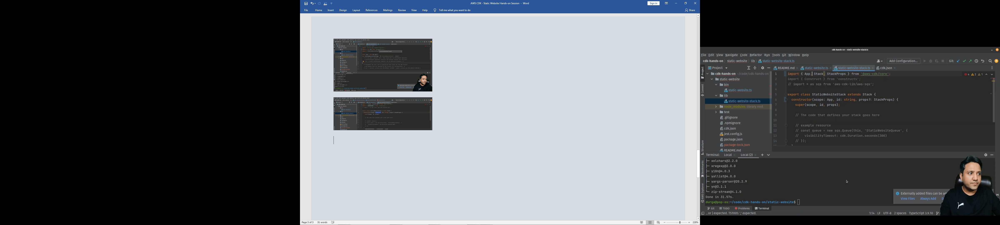 AWS CDK - Static Website Hands-on Session - Word
Sign in
File Home Insert Design Layout References Mailings Review View Help Tell me what you want to do
Share
Page 3 of 3 31 words
220%
cdk-hands-on – static-website-stack.ts
File Edit View Navigate Code Refactor Run Tools Git Window Help
cdk-hands-on static-website lib static-website-stack.ts
Add Configuration... Git:
Project
README.md static-website.ts static-website-stack.ts cdk.json
Project
Commit
Structure
Bookmarks
AWS Explorer
cdk-hands-on ~/code/cdk-hands-on
static-website
bin
static-website.ts
lib
static-website-stack.ts
node_modules library root
test
.gitignore
.npmignore
cdk.json
jest.config.js
package.json
package-lock.json
README.md
4 2 1
1 import { App, Stack, StackProps } from '@aws-cdk/core';
2 import { Construct } from 'constructs';
3 // import * as sqs from 'aws-cdk-lib/aws-sqs';
4
5 export class StaticWebsiteStack extends Stack {
6 constructor(scope: App, id: string, props?: StackProps) {
7 super(scope, id, props);
8
9 // The code that defines your stack goes here
10
11 // example resource
12 // const queue = new sqs.Queue(this, 'StaticWebsiteQueue', {
13 // visibilityTimeout: cdk.Duration.seconds(300)
14 // });
Terminal: Local Local (2)
├─ xmlchars@2.2.0
├─ xregexp@2.0.0
├─ y18n@4.0.3
├─ yallist@4.0.0
├─ yargs-parser@20.2.9
├─ yn@3.1.1
└─ zip-stream@4.1.0
Done in 31.57s.
durga@pop-os:~/code/cdk-hands-on/static-website$
Externally added files can be ad
View Files Always Add D
Git TODO Problems Terminal
, or } expected. TS1005: ',' expected.
1:14 LF UTF-8 2 spaces TypeScript 3.9.10